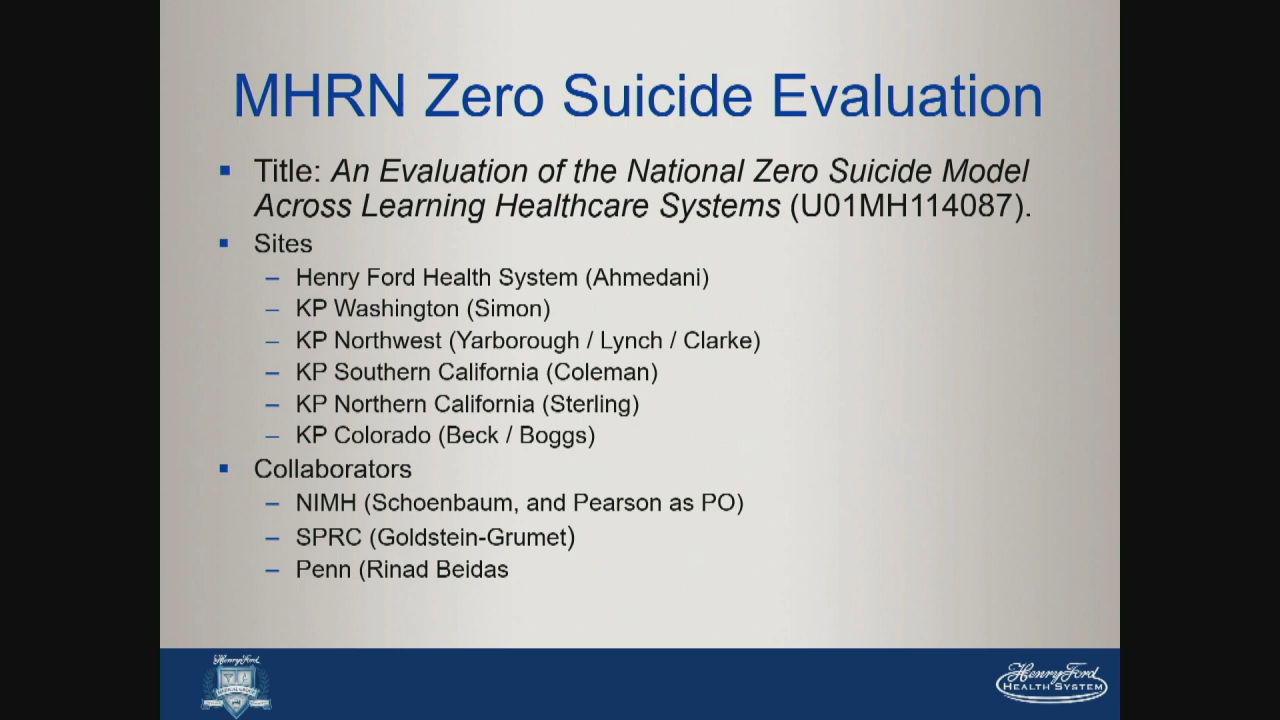 MHRN Zero Suicide Evaluation
Title: An Evaluation of the National Zero Suicide Model
Across Learning Healthcare Systems (U01MH114087).
Sites
– Henry Ford Health System (Ahmedani)
– KP Washington (Simon)
– KP Northwest (Yarborough / Lynch / Clarke)
– KP Southern California (Coleman)
– KP Northern California (Sterling)
– KP Colorado (Beck / Boggs)
Collaborators
– NIMH (Schoenbaum, and Pearson as PO)
– SPRC (Goldstein-Grumet)
– Penn (Rinad Beidas
Henry Ford
Henry Ford
HEALTH SYSTEM